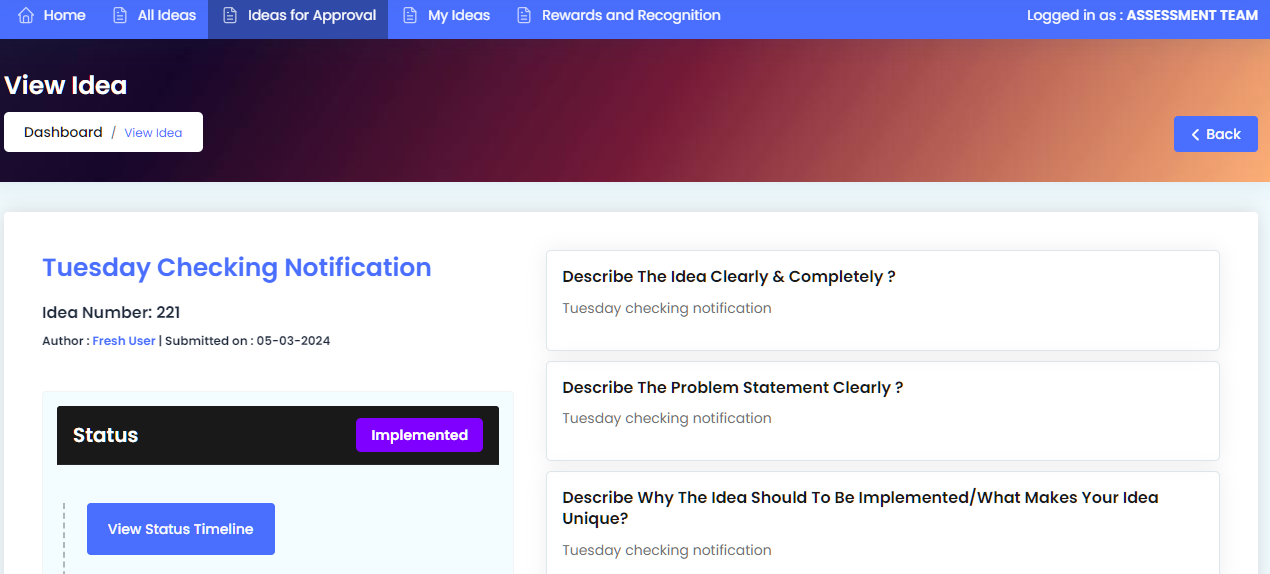 Home All Ideas Ideas for Approval My Ideas Rewards and Recognition Logged in as : ASSESSMENT TEAM
View Idea
Dashboard / View Idea
Back
Tuesday Checking Notification
Idea Number: 221
Author : Fresh User | Submitted on : 05-03-2024
Status Implemented
View Status Timeline
Describe The Idea Clearly & Completely ?
Tuesday checking notification
Describe The Problem Statement Clearly ?
Tuesday checking notification
Describe Why The Idea Should To Be Implemented/What Makes Your Idea
Unique?
Tuesday checking notification